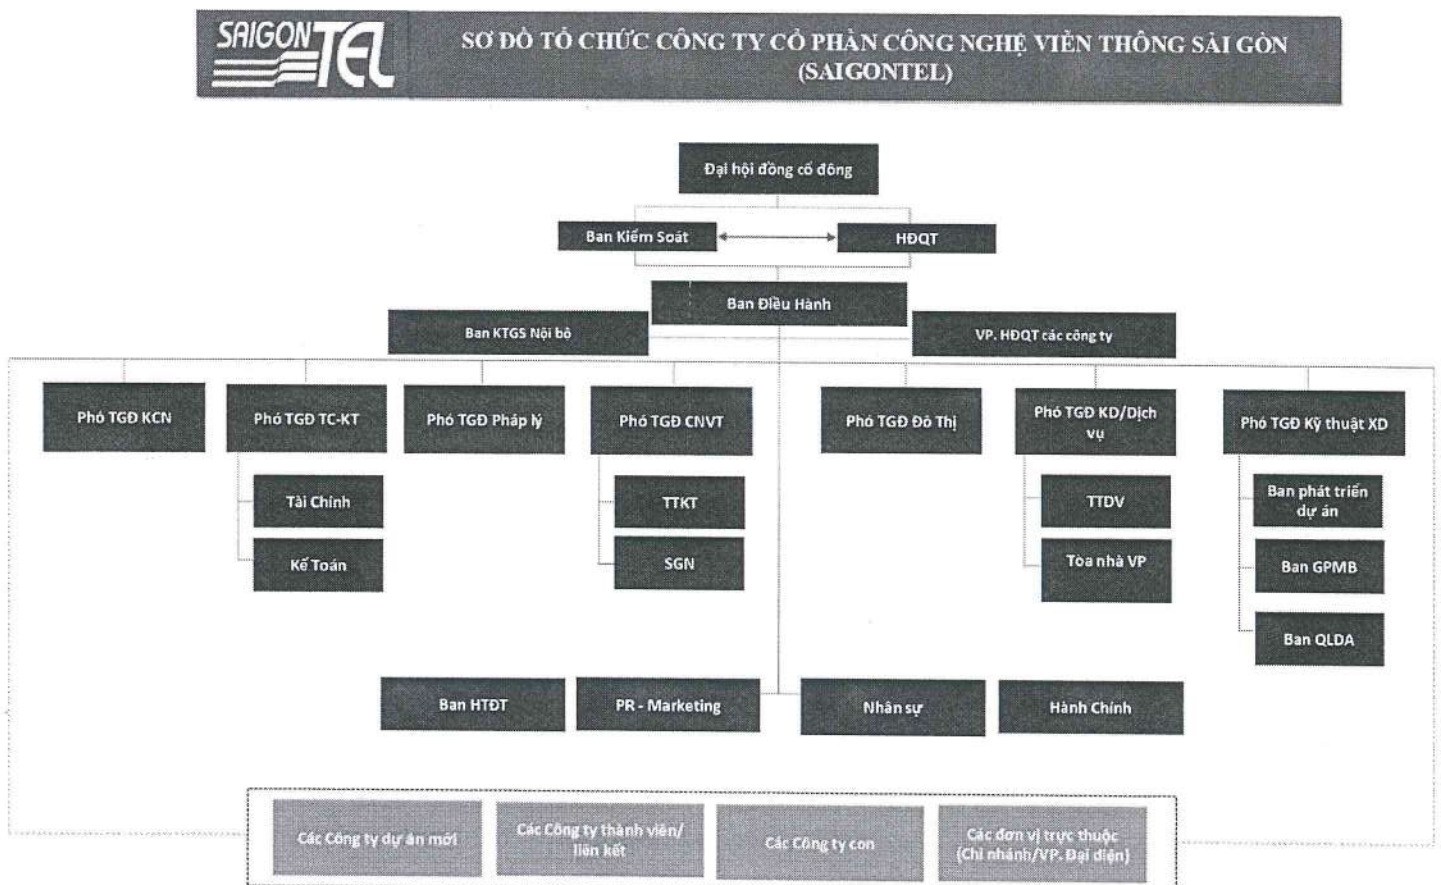 SAIGON TEL
SƠ ĐỒ TỔ CHỨC CÔNG TY CỔ PHẦN CÔNG NGHỆ VIỄN THÔNG SÀI GÒN
(SAIGONTEL)
Đại hội đồng cổ đông
Ban Kiểm Soát
HĐQT
Ban Điều Hành
Ban KTGS Nội bô
VP. HĐQT các công ty
Phó TGĐ KCN
Phó TGĐ TC-KT
Phó TGĐ Pháp lý
Phó TGĐ CNVT
Phó TGĐ Đô Thị
Phó TGĐ KD/Dịch
vụ
Phó TGĐ Kỹ thuật XD
Tài Chính
TTKT
TTDV
Ban phát triển
dự án
Kế Toán
SGN
Tòa nhà VP
Ban GPMB
Ban QLDA
Ban HTĐT
PR - Marketing
Nhân sự
Hành Chính
Các Công ty dự án mới
Các Công ty thành viên/
liên kết
Các Công ty con
Các đơn vị trực thuộc
(Chi nhánh/VP. Đại diện)